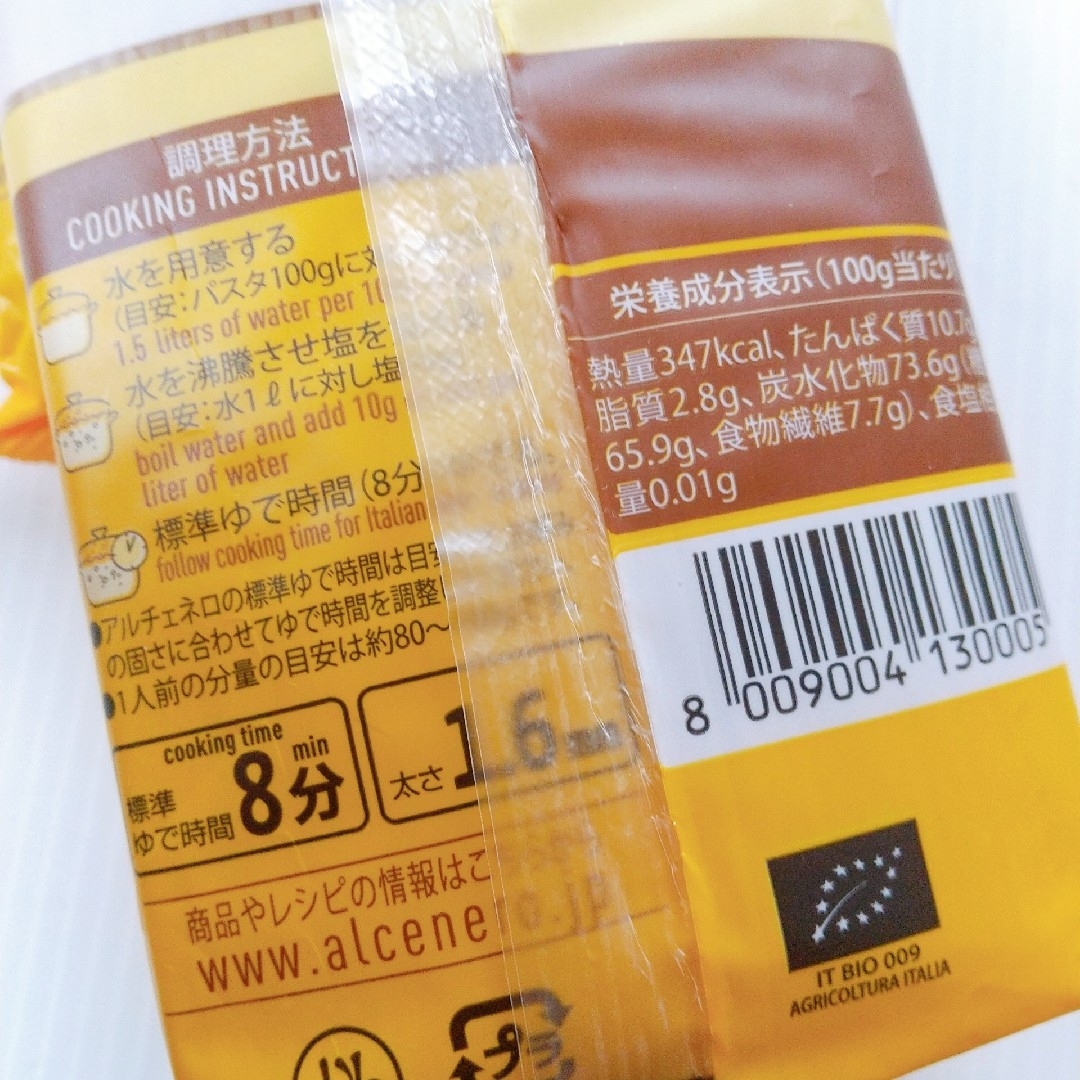 調理方法
COOKING INSTRUCT
水を用意する
(目安:パスタ100gに対
1.5 liters of water per 10
水を沸騰させ塩を
(目安:水1ℓに対し塩
boil water and add 10g
liter of water
標準ゆで時間(8分
follow cooking time for Italian
●アルチェネロの標準ゆで時間は目安
の固さに合わせてゆで時間を調整し
●1人前の分量の目安は約80〜
cooking time
標準
ゆで時間 8 min 分
太さ 1.6 mm
商品やレシピの情報はこ
www.alcenero.jp
プラ
栄養成分表示(100g当たり
熱量347kcal、たんぱく質10.7g
脂質2.8g、炭水化物73.6g(糖
65.9g、食物繊維7.7g)、食塩相
量0.01g
8 009004 130005
IT BIO 009
AGRICOLTURA ITALIA